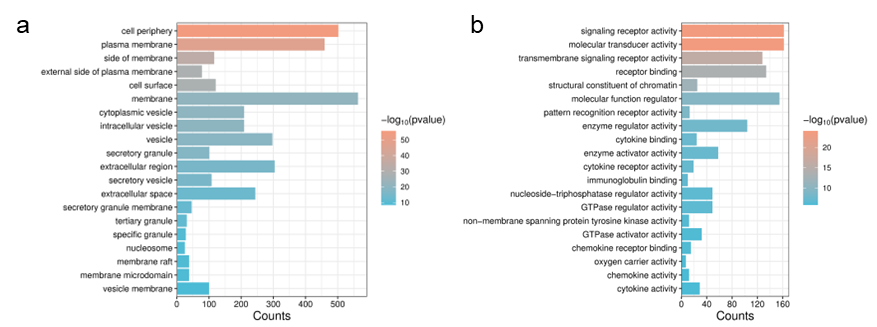 a
cell periphery
plasma membrane
side of membrane
external side of plasma membrane
cell surface
membrane
cytoplasmic vesicle
intracellular vesicle
vesicle
secretory granule
extracellular region
secretory vesicle
extracellular space
secretory granule membrane
tertiary granule
specific granule
nucleosome
membrane raft
membrane microdomain
vesicle membrane
0 100 200 300 400 500
Counts
−log10(pvalue)
50
40
30
20
10
b
signaling receptor activity
molecular transducer activity
transmembrane signaling receptor activity
receptor binding
structural constituent of chromatin
molecular function regulator
pattern recognition receptor activity
enzyme regulator activity
cytokine binding
enzyme activator activity
cytokine receptor activity
immunoglobulin binding
nucleoside−triphosphatase regulator activity
GTPase regulator activity
non−membrane spanning protein tyrosine kinase activity
GTPase activator activity
chemokine receptor binding
oxygen carrier activity
chemokine activity
cytokine activity
0 40 80 120 160
Counts
−log10(pvalue)
20
15
10